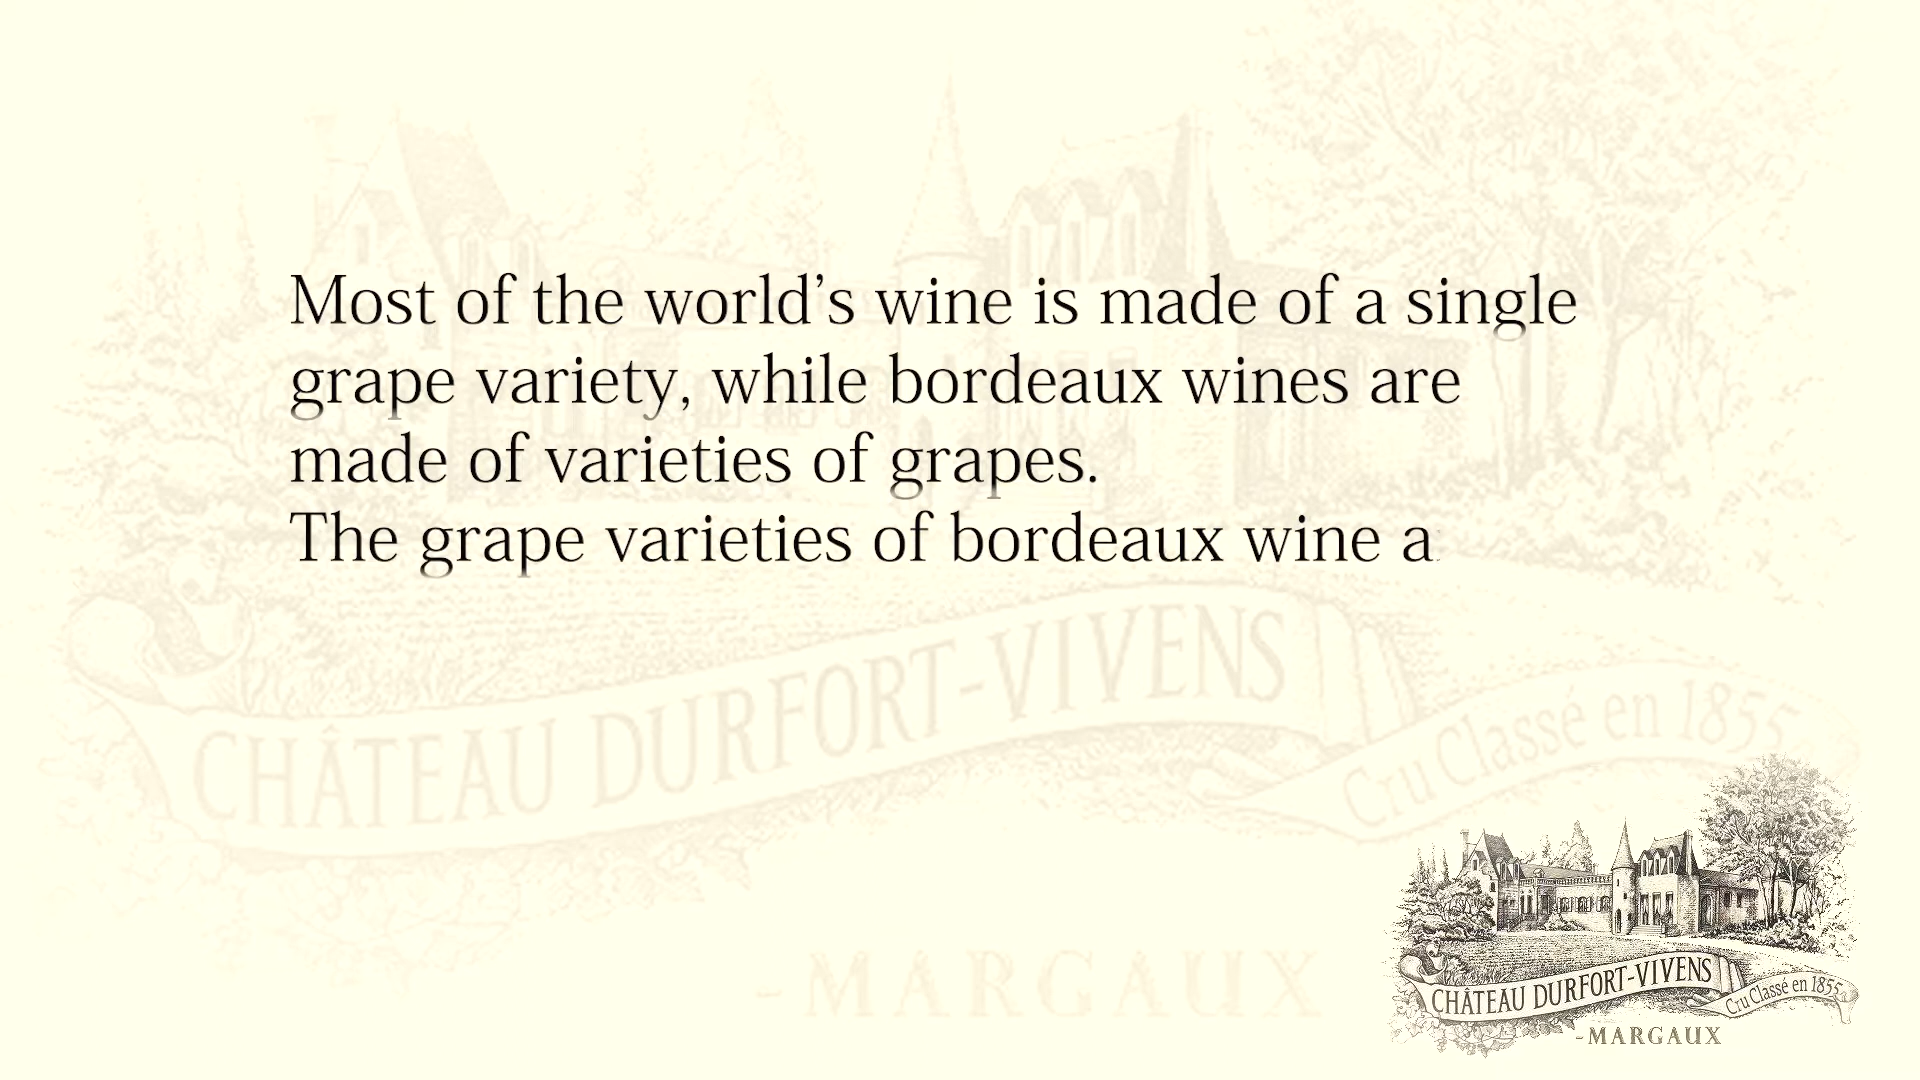 Most of the world’s wine is made of a single
grape variety, while bordeaux wines are
made of varieties of grapes.
The grape varieties of bordeaux wine a
CHÂTEAU DURFORT-VIVENS
Cru Classé en 1855
-MARGAUX
CHÂTEAU DURFORT-VIVENS
Cru Classé en 1855
-MARGAUX